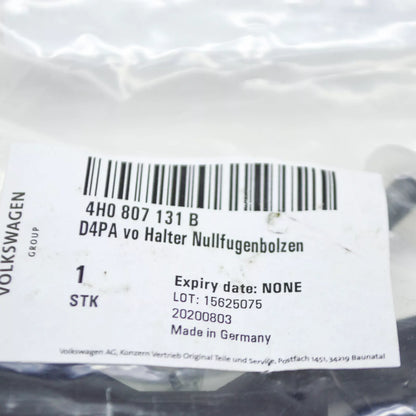 VOLKSWAGEN
GROUP
4H0 807 131 B
D4PA vo Halter Nullfugenbolzen
1
STK
Expiry date: NONE
LOT: 15625075
20200803
Made in Germany
Volkswagen AG, Konzern Vertrieb Original Teile und Service, Postfach 1451, 34219 Baunatal